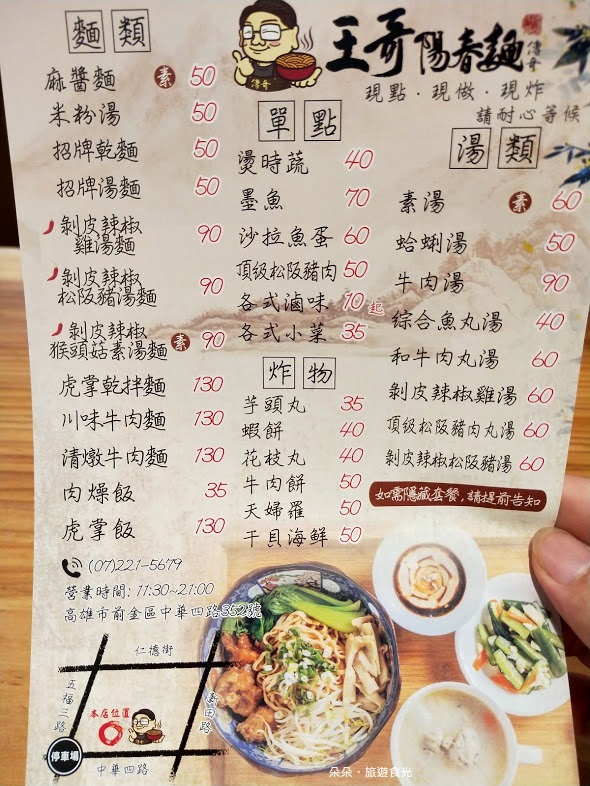 傳奇
王哥陽春麵
傳奇
現點・現做・現炸
請耐心等候
麵類
麻醬麵 素 50
米粉湯 50
招牌乾麵 50
招牌湯麵 50
剝皮辣椒
雞湯麵 90
剝皮辣椒
松阪豬湯麵 90
剝皮辣椒
猴頭菇素湯麵 素 90
虎掌乾拌麵 130
川味牛肉麵 130
清燉牛肉麵 130
肉燥飯 35
虎掌飯 130
單點
燙時蔬 40
墨魚 70
沙拉魚蛋 60
頂級松阪豬肉 50
各式滷味 10起
各式小菜 35
炸物
芋頭丸 35
蝦餅 40
花枝丸 40
牛肉餅 50
天婦羅 50
干貝海鮮 50
湯類
素湯 素 60
蛤蜊湯 50
牛肉湯 90
綜合魚丸湯 40
和牛肉丸湯 60
剝皮辣椒雞湯 60
頂級松阪豬肉丸湯 60
剝皮辣椒松阪豬湯 60
如需隱藏套餐,請提前告知
(07)221-5679
營業時間: 11:30~21:00
高雄市前金區中華四路352號
仁德街
五福三路
本店位置
停車場
中華四路
朵朵・旅遊食光